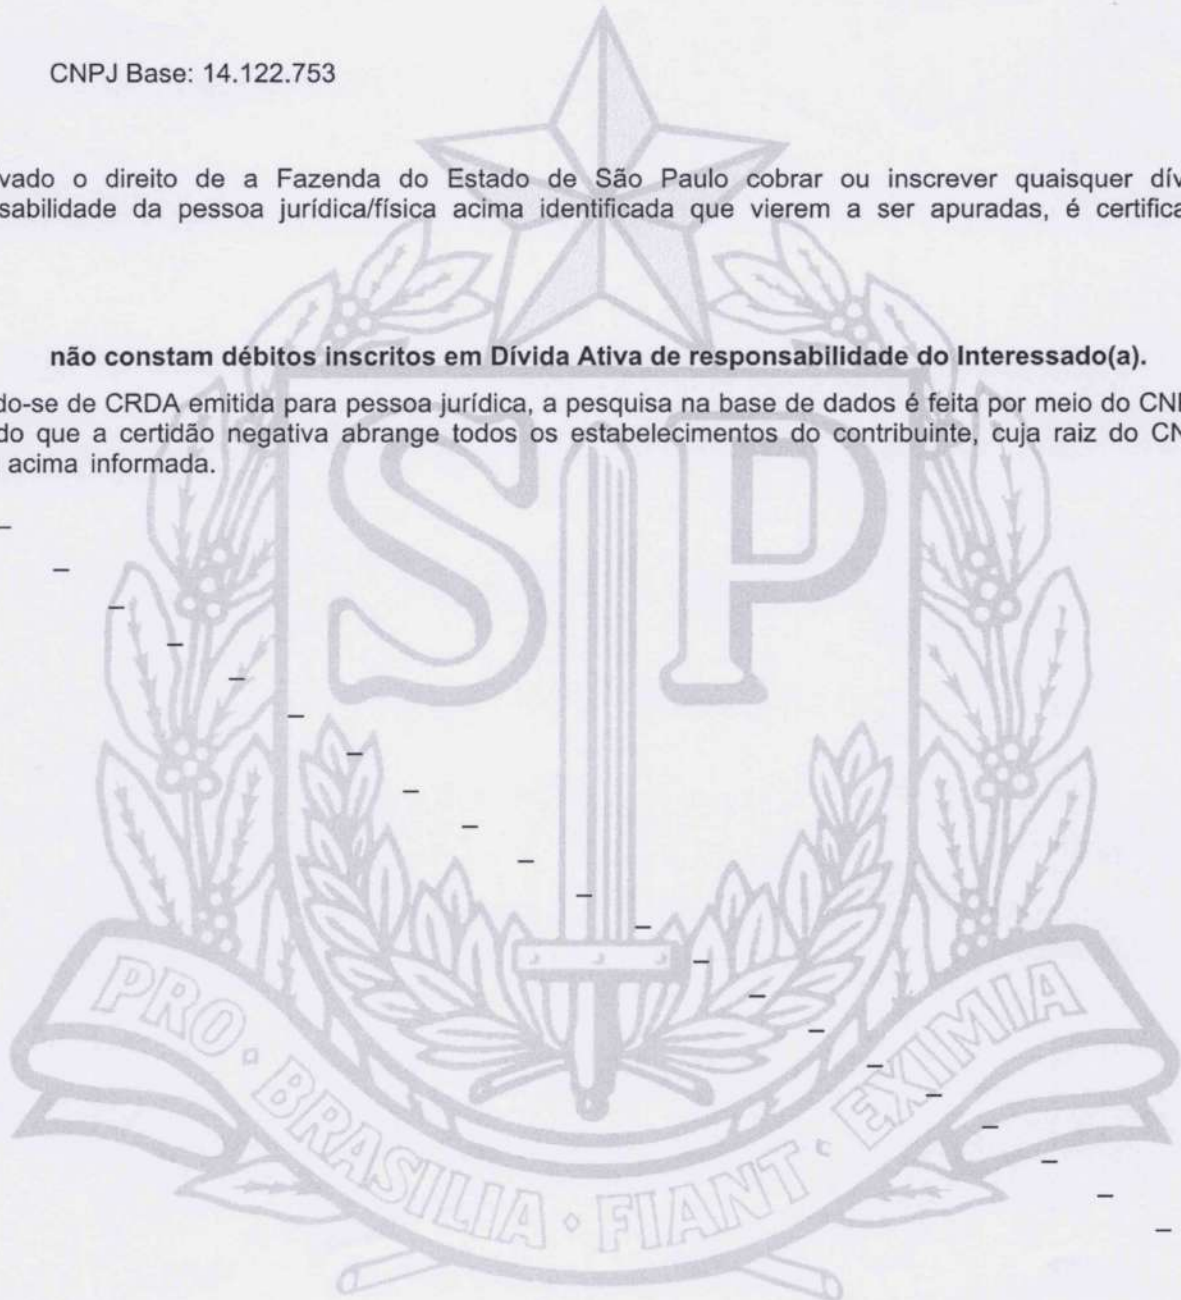 CNPJ Base: 14.122.753
vado o direito de a Fazenda do Estado de São Paulo cobrar ou inscrever quaisquer dív
sabilidade da pessoa jurídica/física acima identificada que vierem a ser apuradas, é certifica
não constam débitos inscritos em Dívida Ativa de responsabilidade do Interessado(a).
do-se de CRDA emitida para pessoa jurídica, a pesquisa na base de dados é feita por meio do CN
do que a certidão negativa abrange todos os estabelecimentos do contribuinte, cuja raiz do CN
acima informada.
SP
PRO · BRASILIA · FIANT · EXIMIA